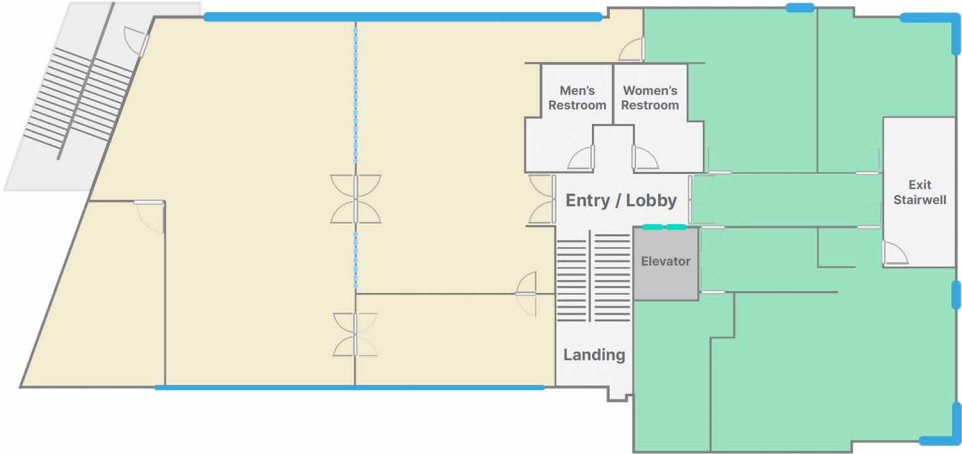 Men's
Restroom
Women's
Restroom
Entry / Lobby
Exit
Stairwell
Elevator
Landing